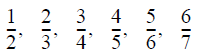 1/2, 2/3, 3/4, 4/5, 5/6, 6/7